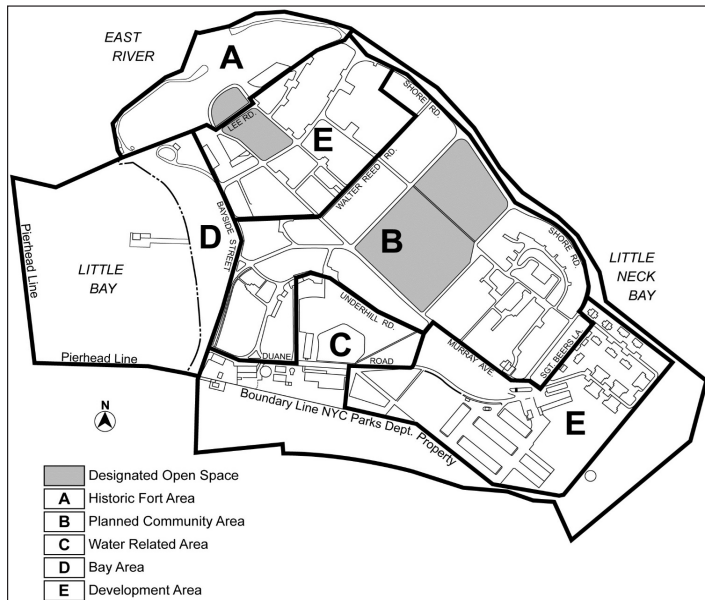 EAST
RIVER
A
SHORE
RD.
LEE RD.
E
WALTER REED RD.
BAYSIDE
STREET
D
B
SHORE
RD.
Pierhead Line
LITTLE
BAY
LITTLE
NECK
BAY
UNDERHILL RD.
DUANE
C
ROAD
MURRAY AVE.
SGT. BEERS LA.
Pierhead Line
Boundary Line NYC Parks Dept. Property
N
E
Designated Open Space
A Historic Fort Area
B Planned Community Area
C Water Related Area
D Bay Area
E Development Area